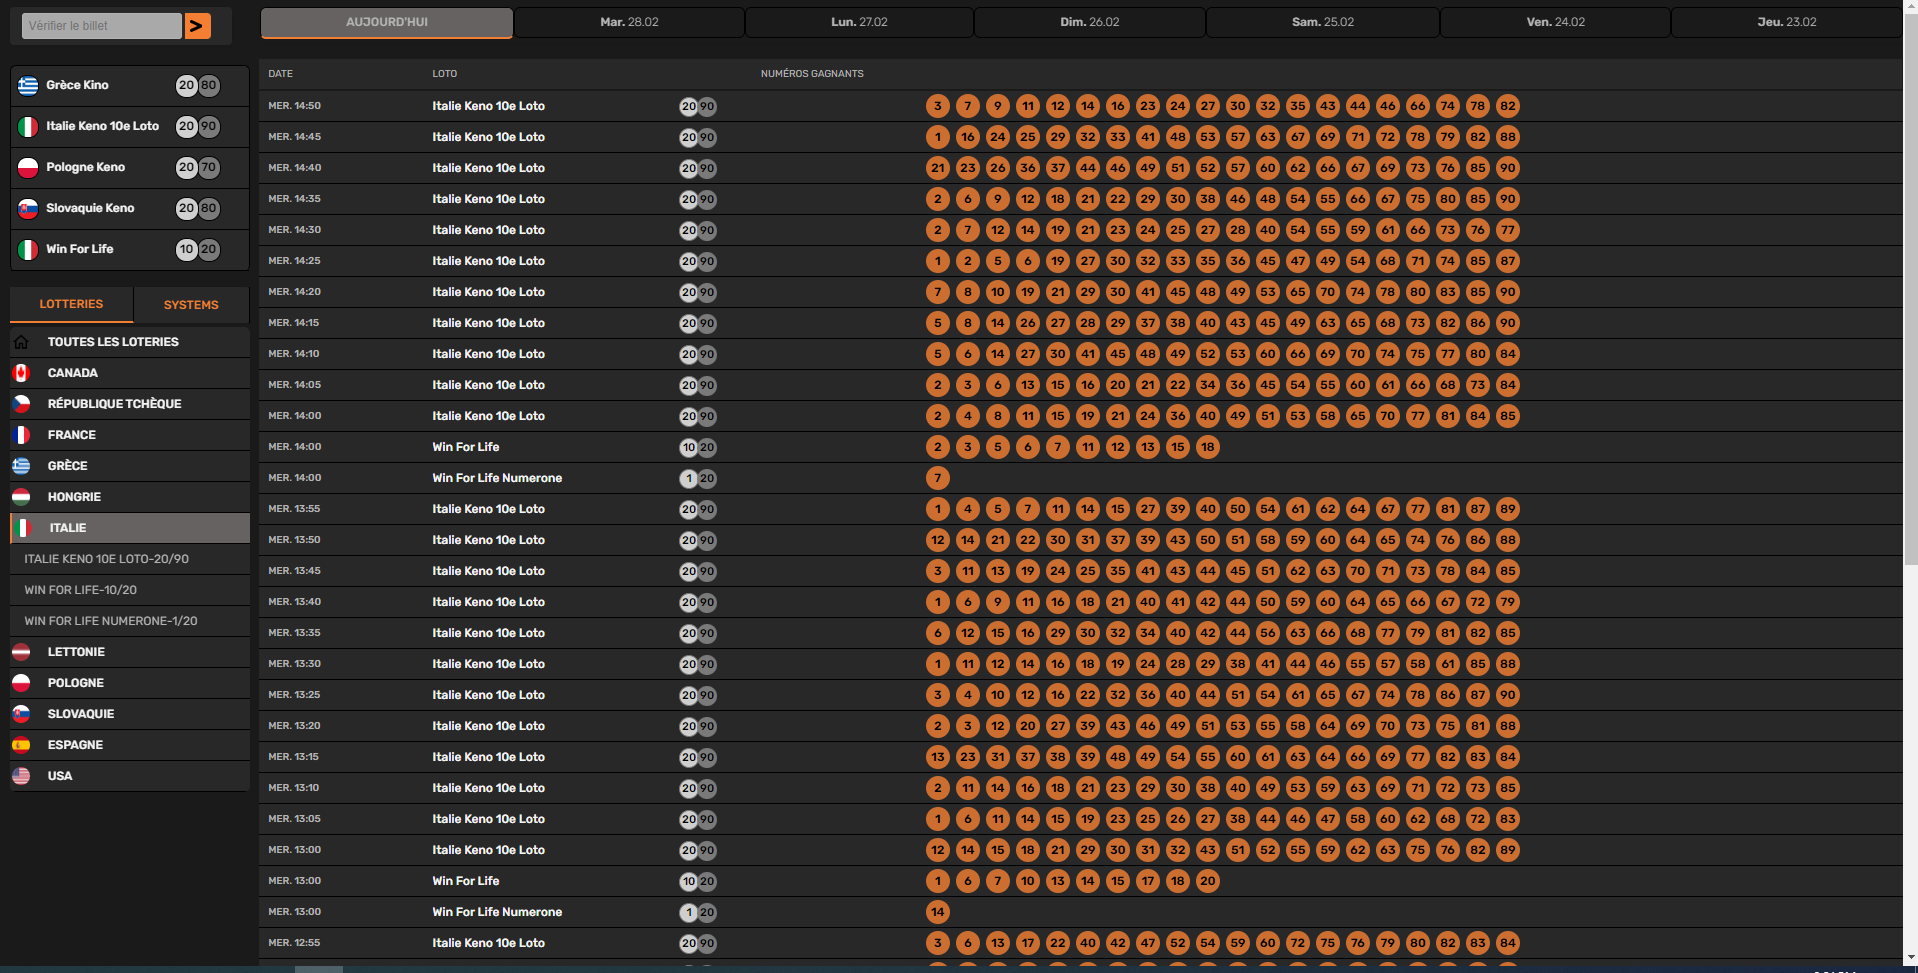 Vérifier le billet >
AUJOURD'HUI Mar. 28.02 Lun. 27.02 Dim. 26.02 Sam. 25.02 Ven. 24.02 Jeu. 23.02
Grèce Kino 20 80
Italie Keno 10e Loto 20 90
Pologne Keno 20 70
Slovaquie Keno 20 80
Win For Life 10 20
LOTTERIES SYSTEMS
TOUTES LES LOTERIES
CANADA
RÉPUBLIQUE TCHÈQUE
FRANCE
GRÈCE
HONGRIE
ITALIE
ITALIE KENO 10E LOTO-20/90
WIN FOR LIFE-10/20
WIN FOR LIFE NUMERONE-1/20
LETTONIE
POLOGNE
SLOVAQUIE
ESPAGNE
USA
DATE LOTO NUMÉROS GAGNANTS
MER. 14:50 Italie Keno 10e Loto 20 90 3 7 9 11 12 14 16 23 24 27 30 32 35 43 44 46 66 74 78 82
MER. 14:45 Italie Keno 10e Loto 20 90 1 16 24 25 29 32 33 41 48 53 57 63 67 69 71 72 78 79 82 88
MER. 14:40 Italie Keno 10e Loto 20 90 21 23 26 36 37 44 46 49 51 52 57 60 62 66 67 69 73 76 85 90
MER. 14:35 Italie Keno 10e Loto 20 90 2 6 9 12 18 21 22 29 30 38 46 48 54 55 66 67 75 80 85 90
MER. 14:30 Italie Keno 10e Loto 20 90 2 7 12 14 19 21 23 24 25 27 28 40 54 55 59 61 66 73 76 77
MER. 14:25 Italie Keno 10e Loto 20 90 1 2 5 6 19 27 30 32 33 35 36 45 47 49 54 68 71 74 85 87
MER. 14:20 Italie Keno 10e Loto 20 90 7 8 10 19 21 29 30 41 45 48 49 53 65 70 74 78 80 83 85 90
MER. 14:15 Italie Keno 10e Loto 20 90 5 8 14 26 27 28 29 37 38 40 43 45 49 63 65 68 73 82 86 90
MER. 14:10 Italie Keno 10e Loto 20 90 5 6 14 27 30 41 45 48 49 52 53 60 66 69 70 74 75 77 80 84
MER. 14:05 Italie Keno 10e Loto 20 90 2 3 6 13 15 16 20 21 22 34 36 45 54 55 60 61 66 68 73 84
MER. 14:00 Italie Keno 10e Loto 20 90 2 4 8 11 15 19 21 24 36 40 49 51 53 58 65 70 77 81 84 85
MER. 14:00 Win For Life 10 20 2 3 5 6 7 11 12 13 15 18
MER. 14:00 Win For Life Numerone 1 20 7
MER. 13:55 Italie Keno 10e Loto 20 90 1 4 5 7 11 14 15 27 39 40 50 54 61 62 64 67 77 81 87 89
MER. 13:50 Italie Keno 10e Loto 20 90 12 14 21 22 30 31 37 39 43 50 51 58 59 60 64 65 74 76 86 88
MER. 13:45 Italie Keno 10e Loto 20 90 3 11 13 19 24 25 35 41 43 44 45 51 62 63 70 71 73 78 84 85
MER. 13:40 Italie Keno 10e Loto 20 90 1 6 9 11 16 18 21 40 41 42 44 50 59 60 64 65 66 67 72 79
MER. 13:35 Italie Keno 10e Loto 20 90 6 12 15 16 29 30 32 34 40 42 44 56 63 66 68 77 79 81 82 85
MER. 13:30 Italie Keno 10e Loto 20 90 1 11 12 14 16 18 19 24 28 29 38 41 44 46 55 57 58 61 85 88
MER. 13:25 Italie Keno 10e Loto 20 90 3 4 10 12 16 22 32 36 40 44 51 54 61 65 67 74 78 86 87 90
MER. 13:20 Italie Keno 10e Loto 20 90 2 3 12 20 27 39 43 46 49 51 53 55 58 64 69 70 73 75 81 88
MER. 13:15 Italie Keno 10e Loto 20 90 13 23 31 37 38 39 48 49 54 55 60 61 63 64 66 69 77 82 83 84
MER. 13:10 Italie Keno 10e Loto 20 90 2 11 14 16 18 21 23 29 30 38 40 49 53 59 63 69 71 72 73 85
MER. 13:05 Italie Keno 10e Loto 20 90 1 6 11 14 15 19 23 25 26 27 38 44 46 47 58 60 62 68 72 83
MER. 13:00 Italie Keno 10e Loto 20 90 12 14 15 18 21 29 30 31 32 43 51 52 55 59 62 63 75 76 82 89
MER. 13:00 Win For Life 10 20 1 6 7 10 13 14 15 17 18 20
MER. 13:00 Win For Life Numerone 1 20 14
MER. 12:55 Italie Keno 10e Loto 20 90 3 6 13 17 22 40 42 47 52 54 59 60 72 75 76 79 80 82 83 84